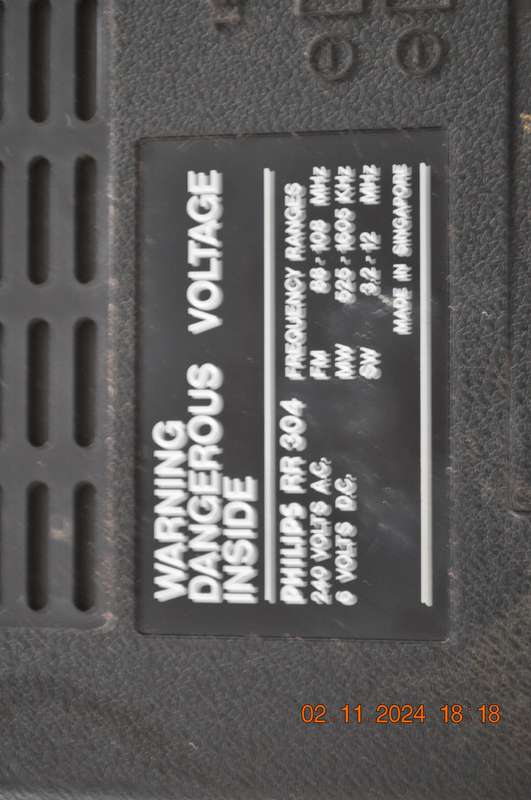 WARNING
DANGEROUS VOLTAGE
INSIDE
PHILIPS RR 304
240 VOLTS A.C.
6 VOLTS D.C.
FREQUENCY RANGES
FM 88 - 108 MHz
MW 525 - 1605 KHz
SW 3.2 - 12 MHz
MADE IN SINGAPORE
02 11 2024 18 18